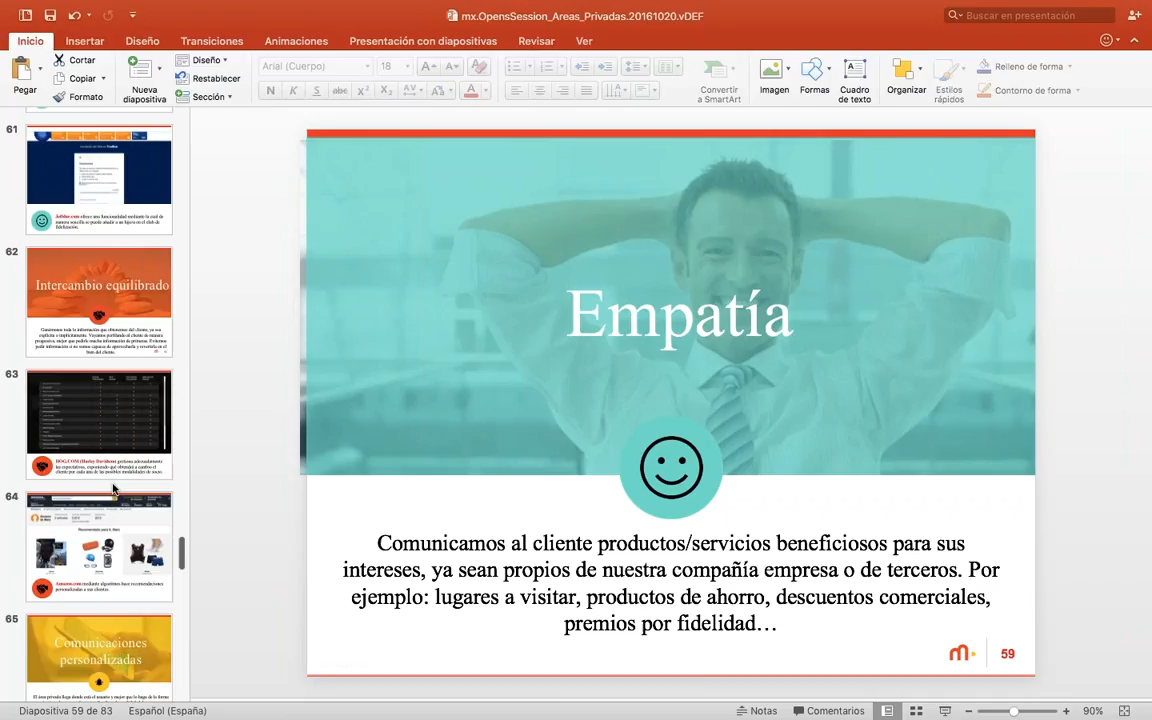 mx.OpensSession_Areas_Privadas.20161020.vDEF
Buscar en presentación
Inicio
Insertar
Diseño
Transiciones
Animaciones
Presentación con diapositivas
Revisar
Ver
Pegar
Cortar
Copiar
Formato
Nueva
diapositiva
Diseño
Restablecer
Sección
Arial (Cuerpo)
18
Convertir
a SmartArt
Imagen
Formas
Cuadro
de texto
Organizar
Estilos
rápidos
Relleno de forma
Contorno de forma
61
62
Intercambio equilibrado
63
64
65
Comunicaciones
personalizadas
Empatía
Comunicamos al cliente productos/servicios beneficiosos para sus
intereses, ya sean propios de nuestra compañía empresa o de terceros. Por
ejemplo: lugares a visitar, productos de ahorro, descuentos comerciales,
premios por fidelidad…
m
59
Diapositiva 59 de 83
Español (España)
Notas
Comentarios
90%